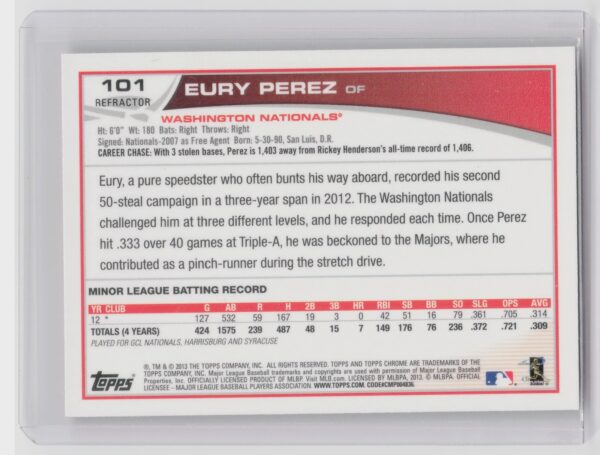 101
REFRACTOR
EURY PEREZ OF
WASHINGTON NATIONALS®
Ht: 6'0" Wt: 180 Bats: Right Throws: Right
Signed: Nationals-2007 as Free Agent Born: 5-30-90, San Luis, D.R.
CAREER CHASE: With 3 stolen bases, Perez is 1,403 away from Rickey Henderson's all-time record of 1,406.
Eury, a pure speedster who often bunts his way aboard, recorded his second
50-steal campaign in a three-year span in 2012. The Washington Nationals
challenged him at three different levels, and he responded each time. Once Perez
hit .333 over 40 games at Triple-A, he was beckoned to the Majors, where he
contributed as a pinch-runner during the stretch drive.
MINOR LEAGUE BATTING RECORD
YR CLUB G AB R H 2B 3B HR RBI SB BB SO SLG OPS AVG
12 * 127 532 59 167 19 3 0 42 51 16 79 .361 .705 .314
TOTALS (4 YEARS) 424 1575 239 487 48 15 7 149 176 76 236 .372 .721 .309
PLAYED FOR GCL NATIONALS, HARRISBURG AND SYRACUSE
®, TM & © 2013 THE TOPPS COMPANY, INC. ALL RIGHTS RESERVED. TOPPS AND TOPPS CHROME ARE TRADEMARKS OF THE
TOPPS COMPANY, INC. Major League Baseball trademarks and copyrights are used with permission of Major League Baseball
Properties, Inc. OFFICIALLY LICENSED PRODUCT OF MLBP. Visit MLB.com. LICENSED BY MLBPA, 2013. © MLBPA. OFFICIAL
LICENSEE - MAJOR LEAGUE BASEBALL PLAYERS ASSOCIATION. WWW.TOPPS.COM. CODE#CMP004836.
Topps